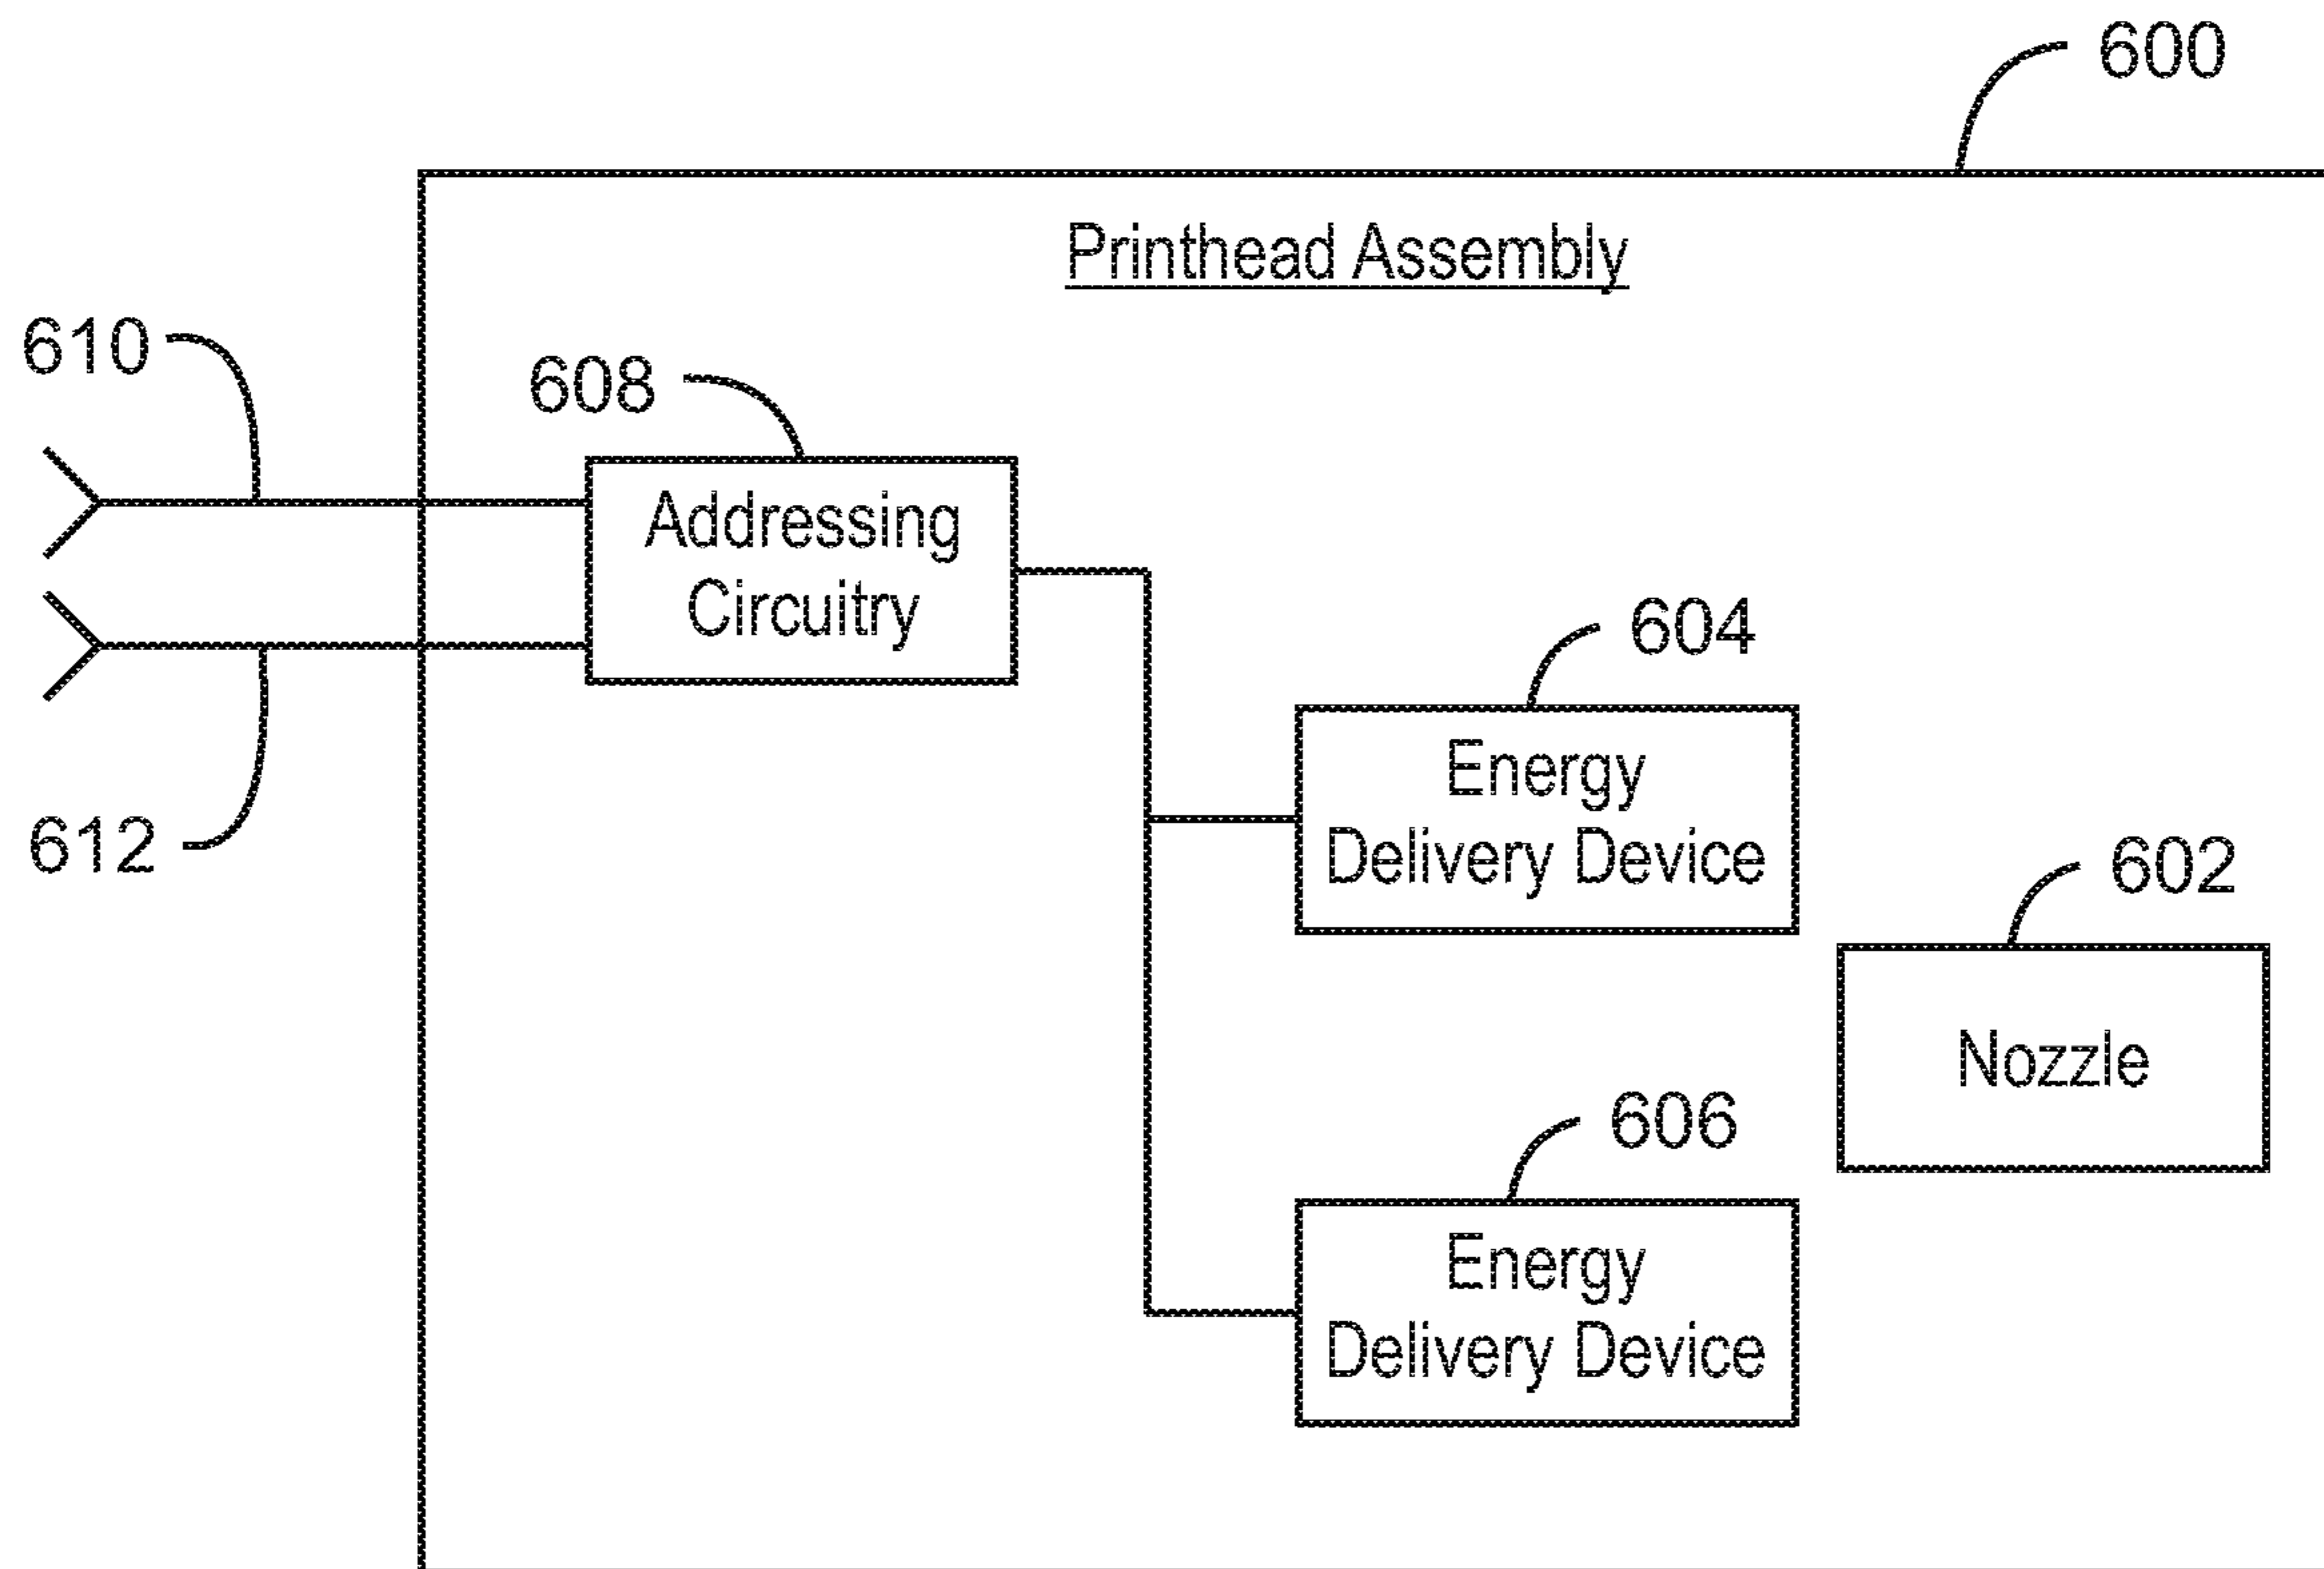 600
Printhead Assembly
610
608
Addressing
Circuitry
612
604
Energy
Delivery Device
602
Nozzle
606
Energy
Delivery Device